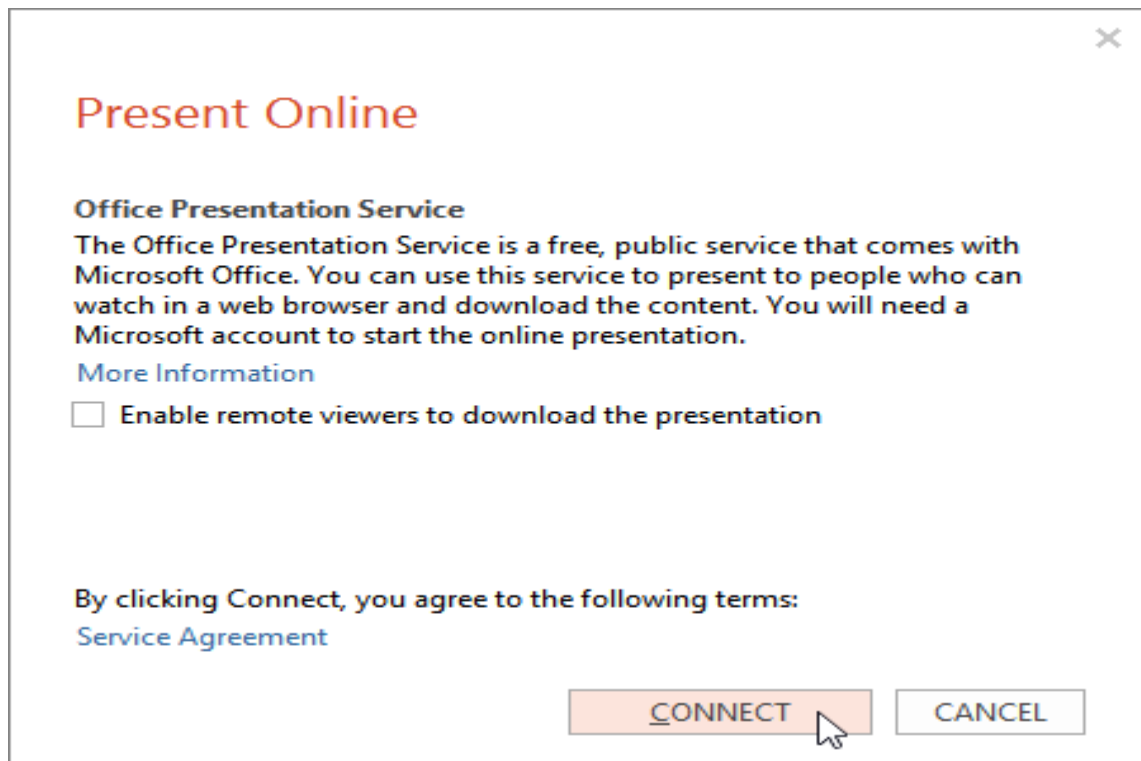 Present Online
Office Presentation Service
The Office Presentation Service is a free, public service that comes with
Microsoft Office. You can use this service to present to people who can
watch in a web browser and download the content. You will need a
Microsoft account to start the online presentation.
More Information
Enable remote viewers to download the presentation
By clicking Connect, you agree to the following terms:
Service Agreement
CONNECT CANCEL